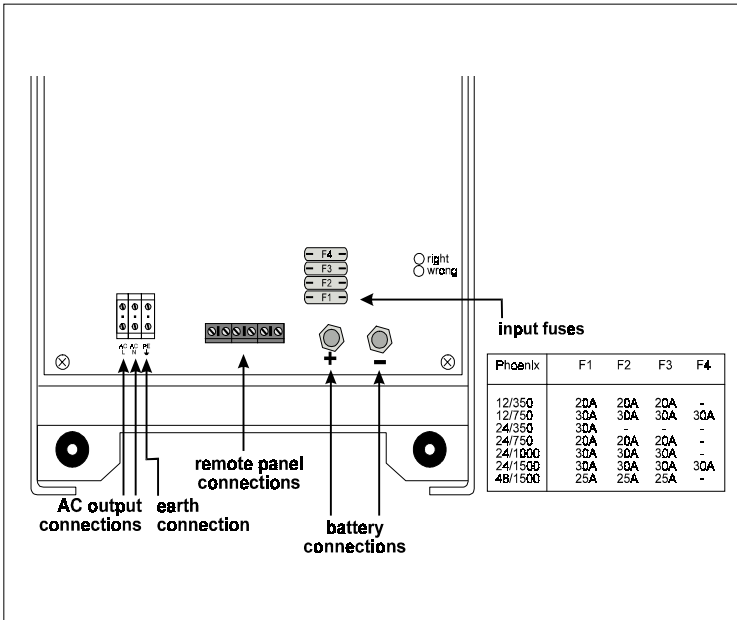 F4
F3
F2
F1
right
wrong
input fuses
AC L
AC N
PE
+
-
remote panel
connections
AC output
connections
earth
connection
battery
connections
Phoenix F1 F2 F3 F4
12/350 20A 20A 20A -
12/750 30A 30A 30A 30A
24/350 30A - - -
24/750 20A 20A 20A -
24/1000 30A 30A 30A -
24/1500 30A 30A 30A 30A
48/1500 25A 25A 25A -